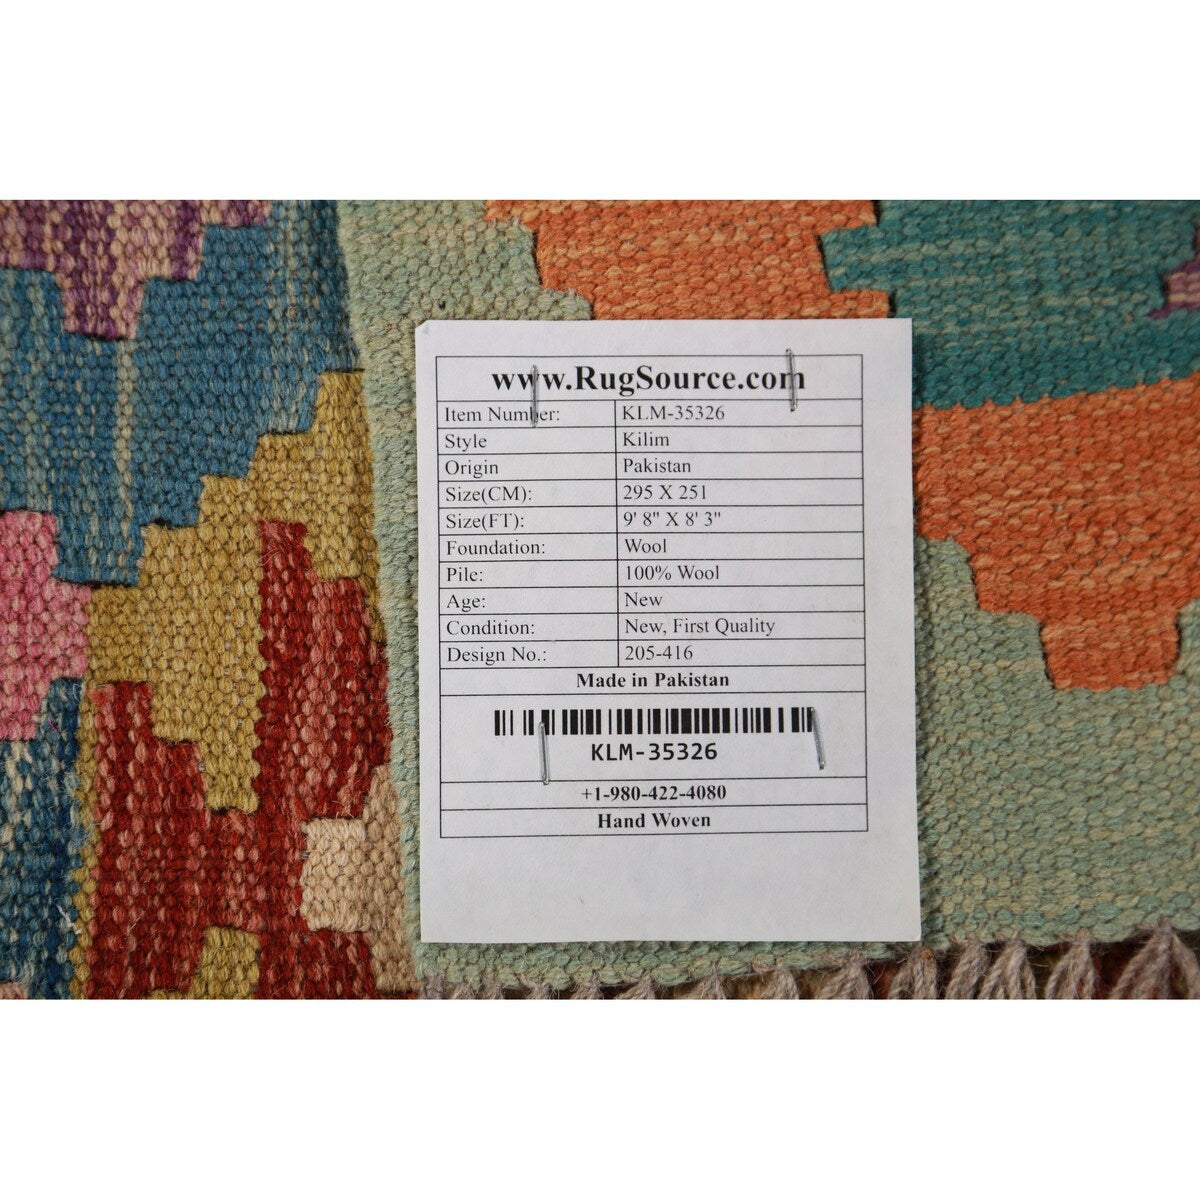 www.RugSource.com
Item Number: KLM-35326
Style Kilim
Origin Pakistan
Size(CM): 295 X 251
Size(FT): 9' 8" X 8' 3"
Foundation: Wool
Pile: 100% Wool
Age: New
Condition: New, First Quality
Design No.: 205-416
Made in Pakistan
KLM-35326
+1-980-422-4080
Hand Woven